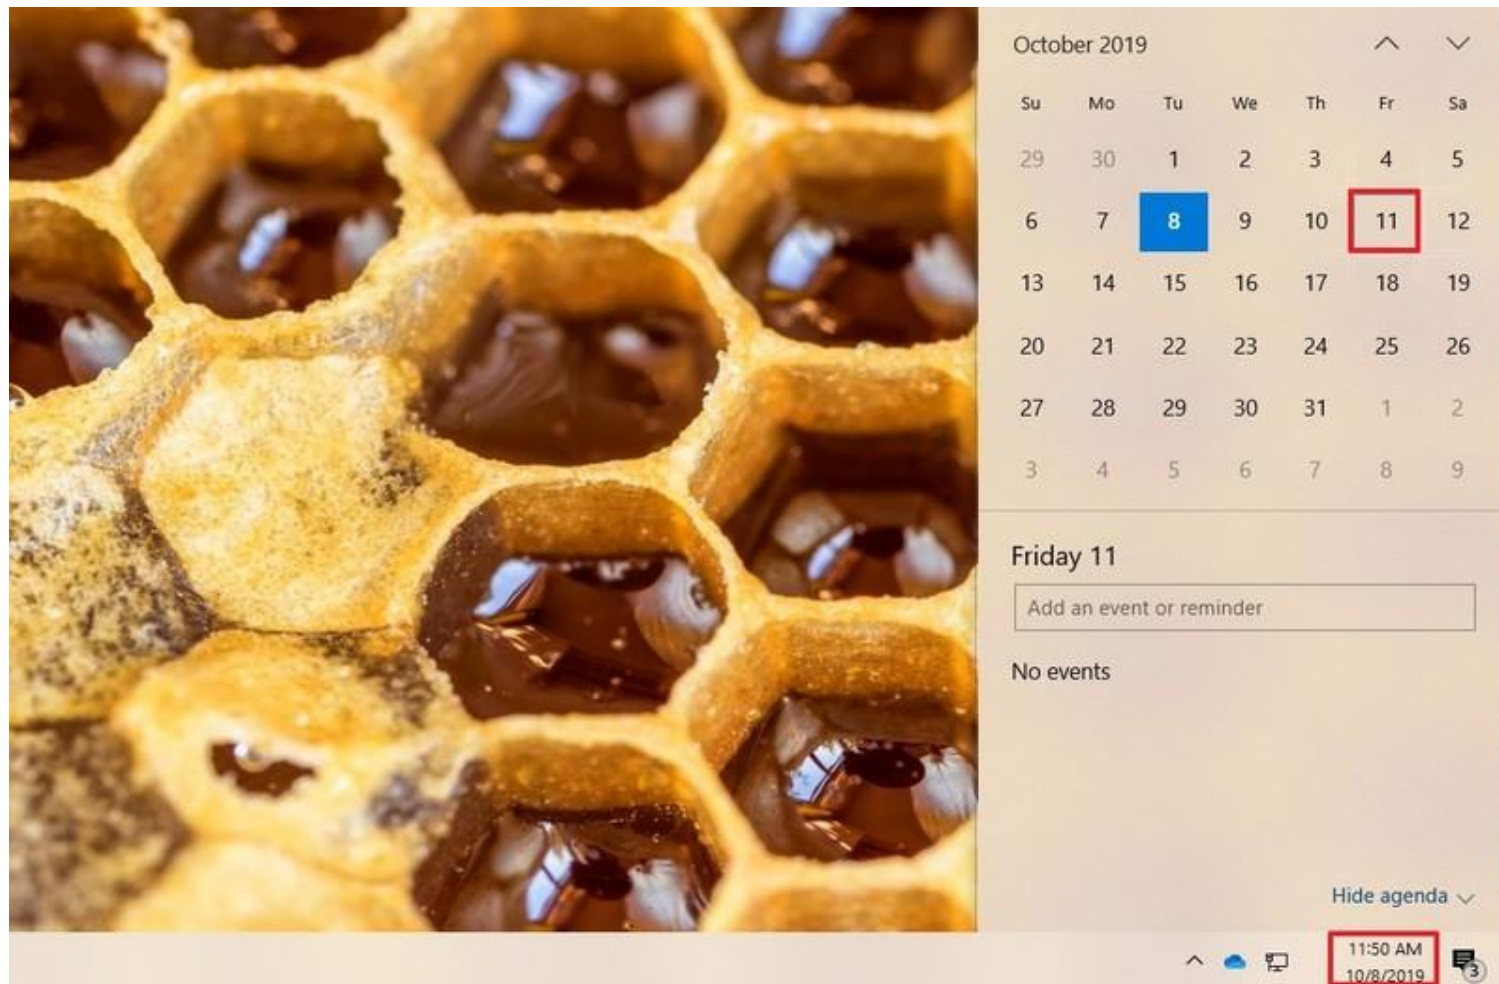 October 2019
Su Mo Tu We Th Fr Sa
29 30 1 2 3 4 5
6 7 8 9 10 11 12
13 14 15 16 17 18 19
20 21 22 23 24 25 26
27 28 29 30 31 1 2
3 4 5 6 7 8 9
Friday 11
Add an event or reminder
No events
Hide agenda
11:50 AM
10/8/2019
3